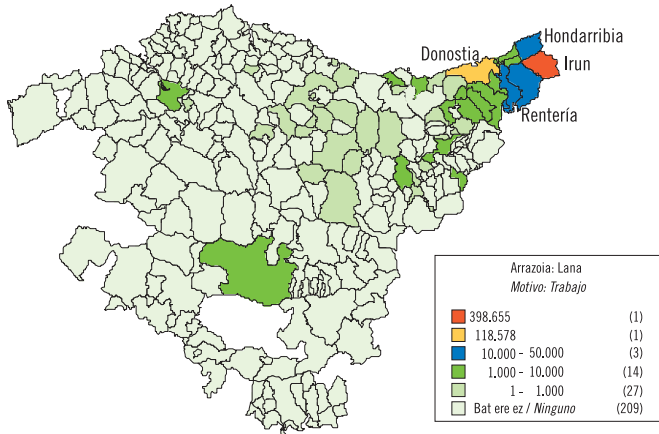 Hondarribia
Donostia
Irun
Rentería
Arrazoia: Lana
Motivo: Trabajo
398.655 (1)
118.578 (1)
10.000 - 50.000 (3)
1.000 - 10.000 (14)
1 - 1.000 (27)
Bat ere ez / Ninguno (209)